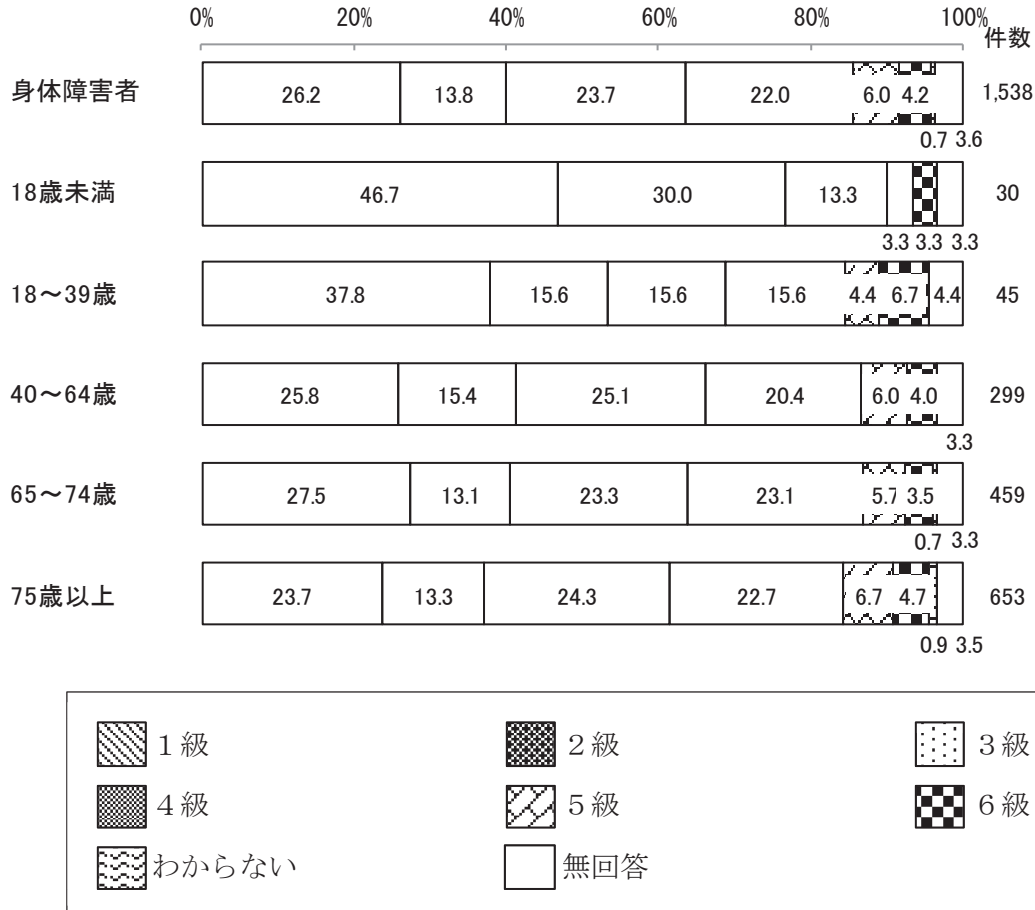 0% 20% 40% 60% 80% 100%
件数
身体障害者 26.2 13.8 23.7 22.0 6.0 4.2 1,538
0.7 3.6
18歳未満 46.7 30.0 13.3 30
3.3 3.3 3.3
18～39歳 37.8 15.6 15.6 15.6 4.4 6.7 4.4 45
40～64歳 25.8 15.4 25.1 20.4 6.0 4.0 299
3.3
65～74歳 27.5 13.1 23.3 23.1 5.7 3.5 459
0.7 3.3
75歳以上 23.7 13.3 24.3 22.7 6.7 4.7 653
0.9 3.5
１級 ２級 ３級
４級 ５級 ６級
わからない 無回答